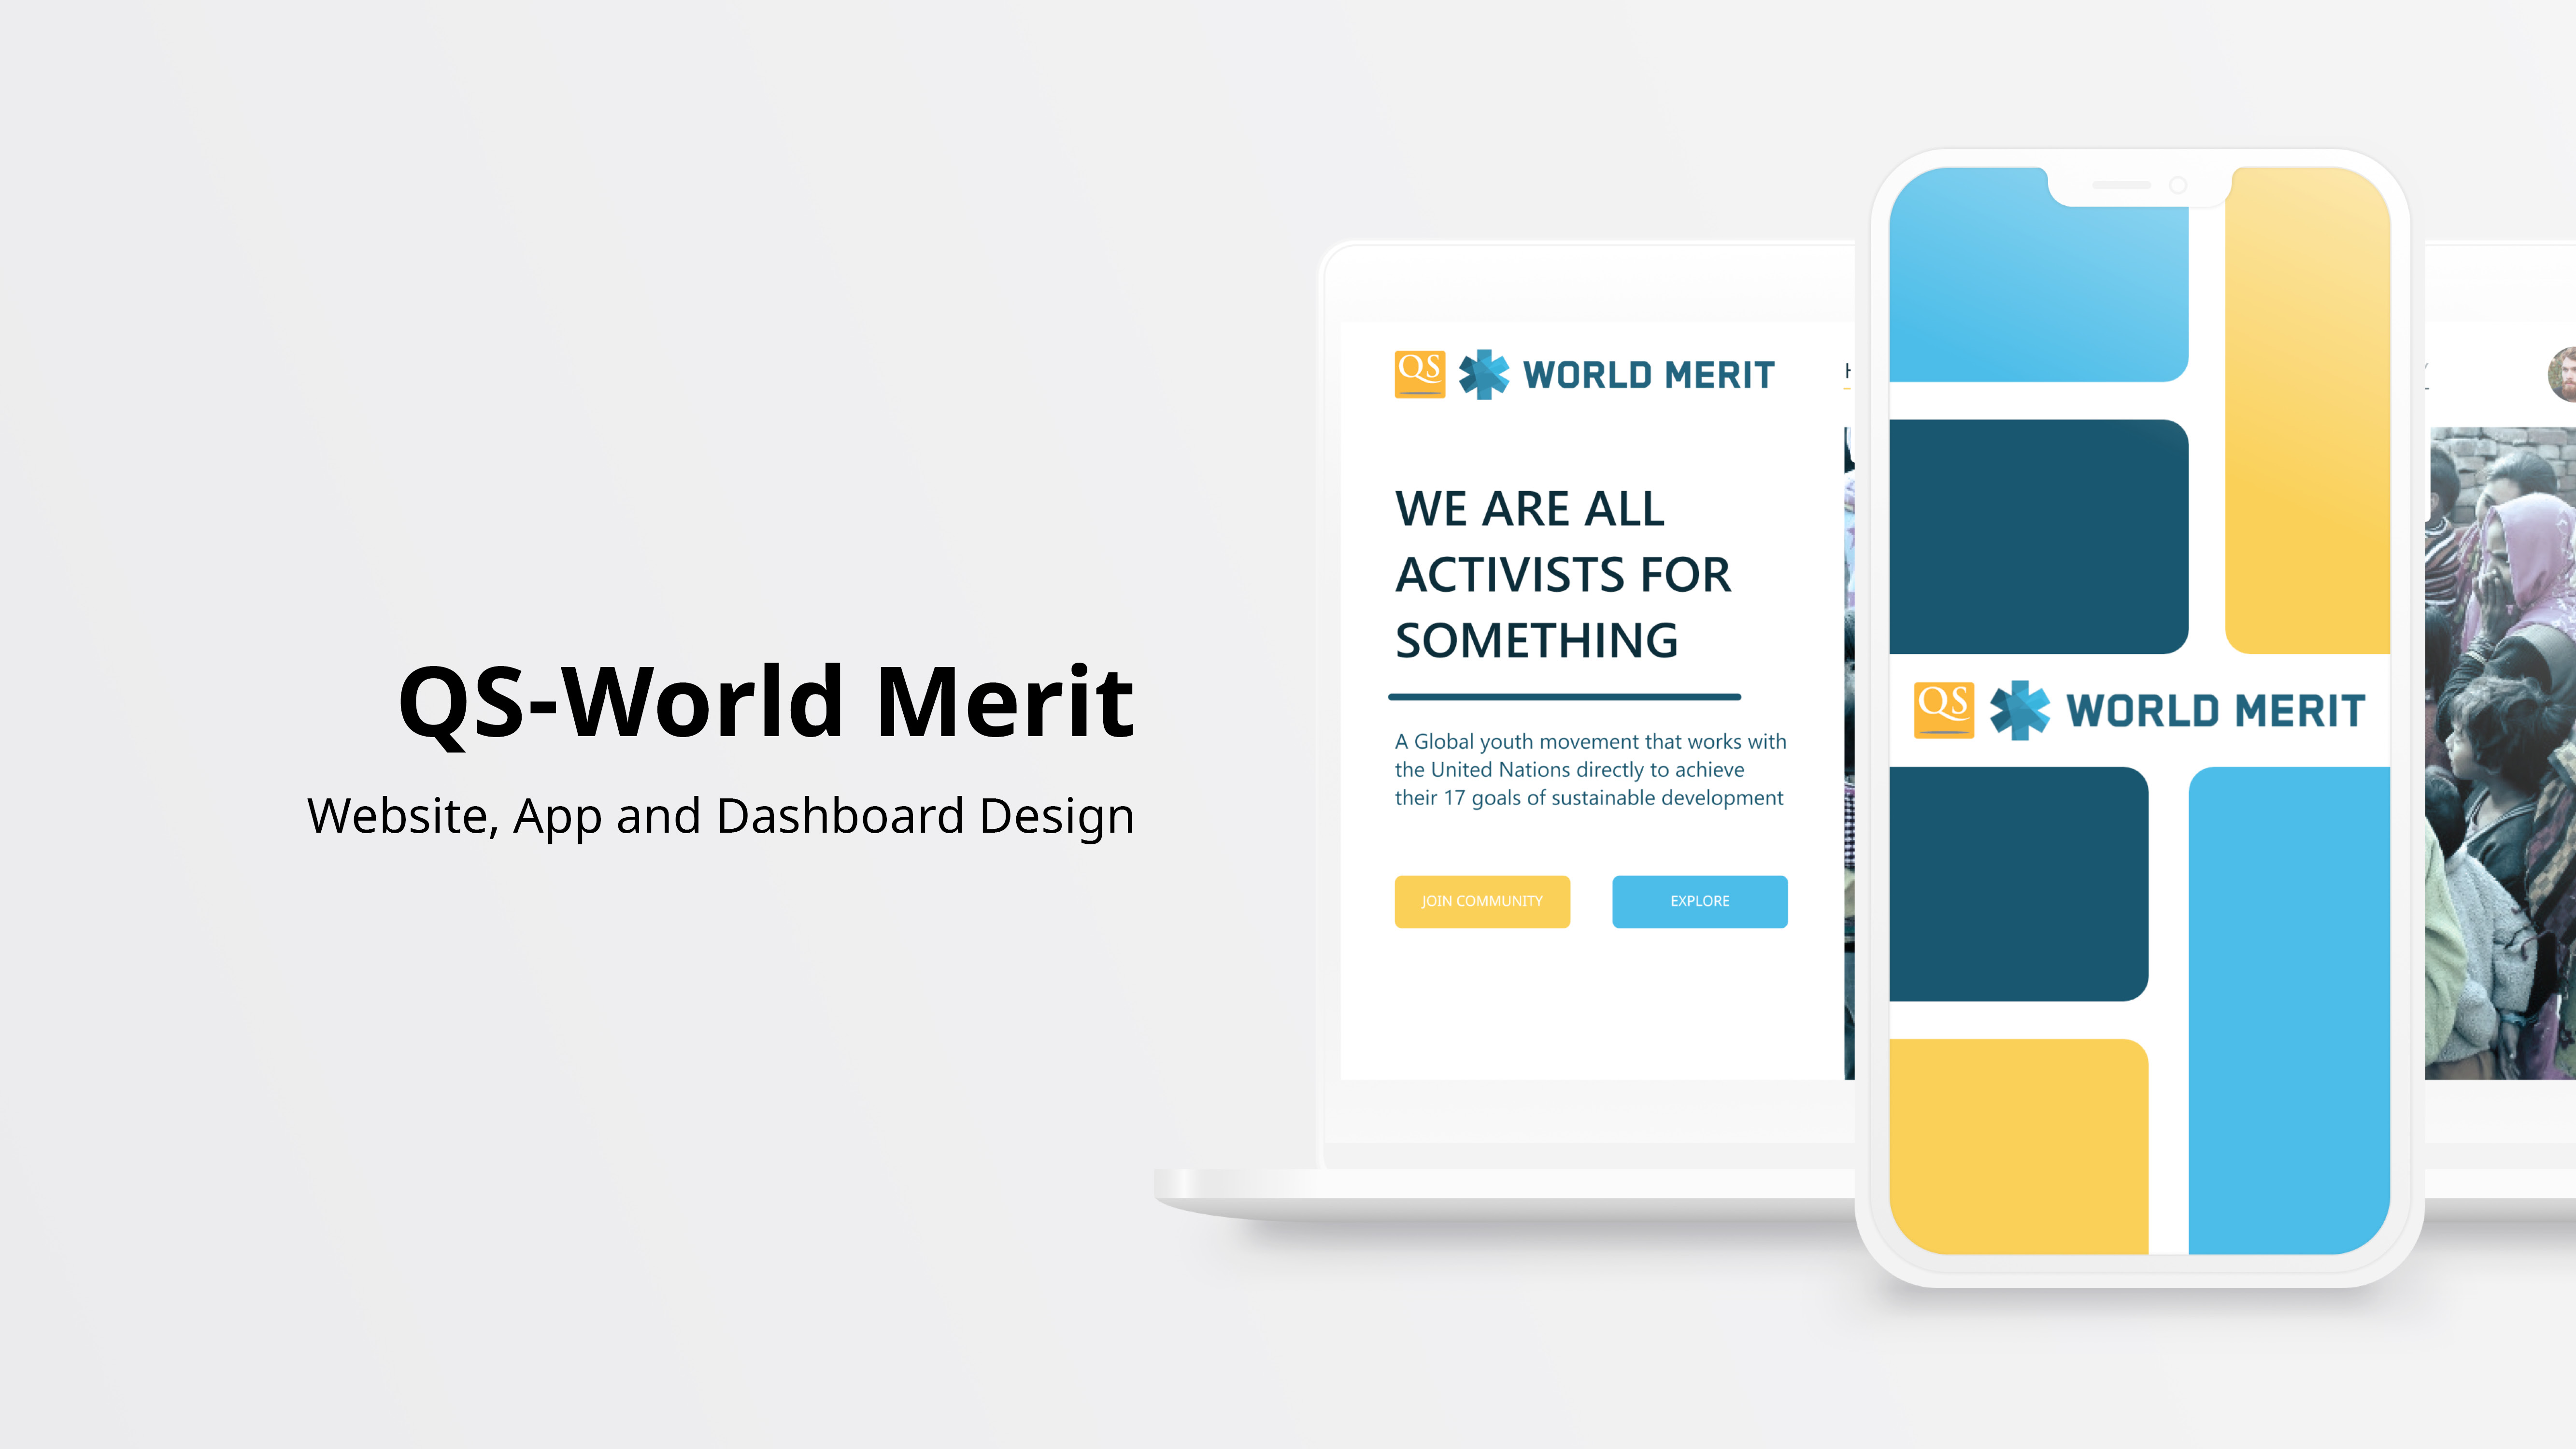 QS-World Merit
Website, App and Dashboard Design
QS WORLD MERIT
WE ARE ALL
ACTIVISTS FOR
SOMETHING
A Global youth movement that works with
the United Nations directly to achieve
their 17 goals of sustainable development
JOIN COMMUNITY
EXPLORE
QS WORLD MERIT